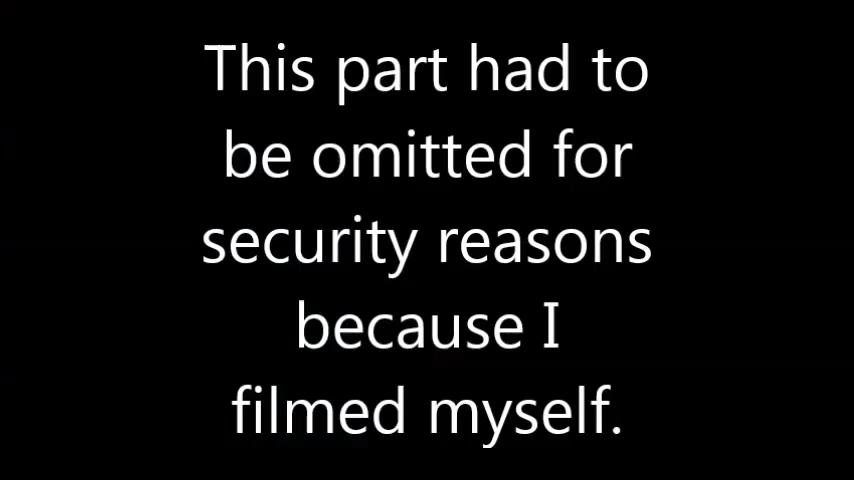 This part had to
be omitted for
security reasons
because I
filmed myself.